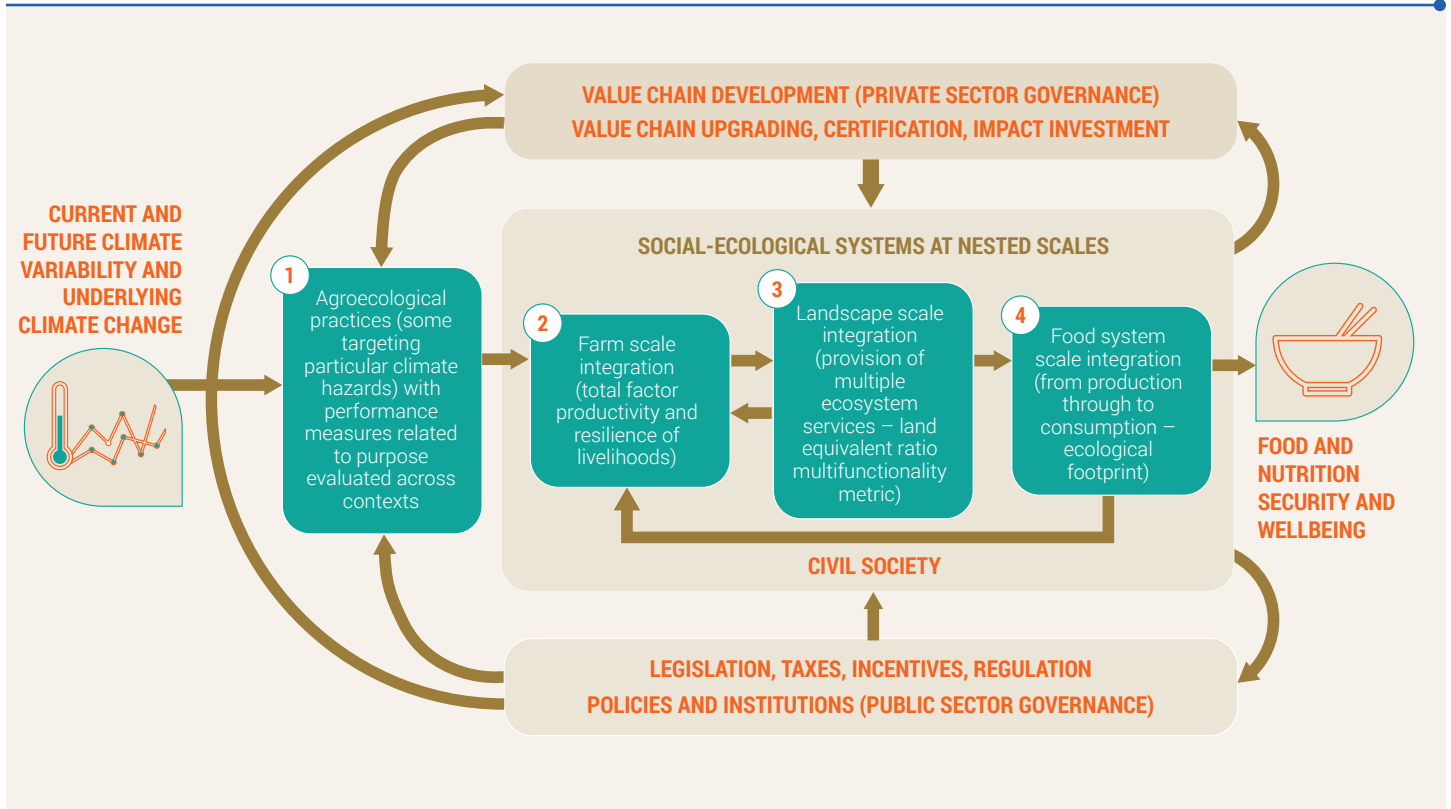 VALUE CHAIN DEVELOPMENT (PRIVATE SECTOR GOVERNANCE)
VALUE CHAIN UPGRADING, CERTIFICATION, IMPACT INVESTMENT
CURRENT AND
FUTURE CLIMATE
VARIABILITY AND
UNDERLYING
CLIMATE CHANGE
SOCIAL-ECOLOGICAL SYSTEMS AT NESTED SCALES
1
Agroecological
practices (some
targeting
particular climate
hazards) with
performance
measures related
to purpose
evaluated across
contexts
2
Farm scale
integration
(total factor
productivity and
resilience of
livelihoods)
3
Landscape scale
integration
(provision of
multiple
ecosystem
services – land
equivalent ratio
multifunctionality
metric)
4
Food system
scale integration
(from production
through to
consumption –
ecological
footprint)
FOOD AND
NUTRITION
SECURITY AND
WELLBEING
CIVIL SOCIETY
LEGISLATION, TAXES, INCENTIVES, REGULATION
POLICIES AND INSTITUTIONS (PUBLIC SECTOR GOVERNANCE)